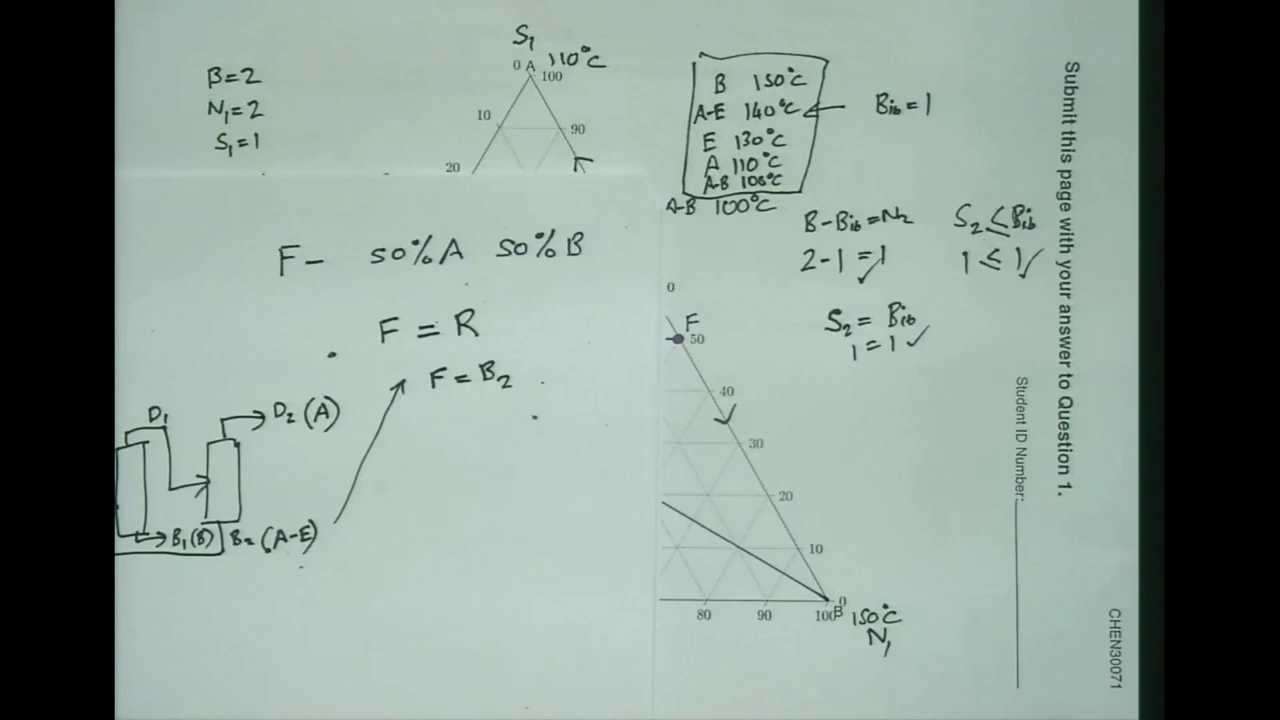 B=2
N₁=2
S₁=1
S₁
0 A 110°C
100
10
90
20
B 150°C
A-E 140°C
E 130°C
A 110°C
A-B
A-B 100°C
Bib=1
B-Bib=N₂
2-1=1✓
S₂≤Bib
1≤1✓
S₂=Bib
1=1✓
F- 50%A 50%B
F=R
F=B₂
D₁
D₂(A)
B₁(B)
B₂(A-E)
0
F
50
40
30
20
10
0
80
90
100
B 150°C
N₁
Submit this page with your answer to Question 1.
Student ID Number:
CHEN30071